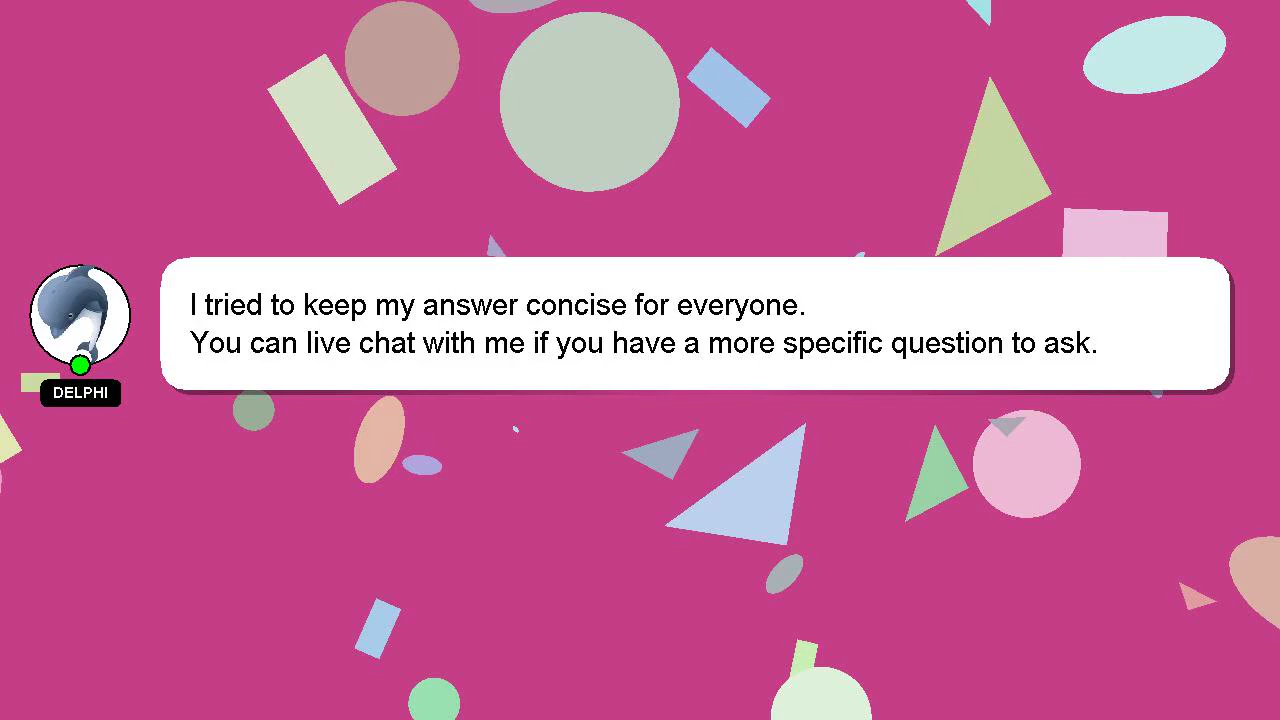 I tried to keep my answer concise for everyone.
You can live chat with me if you have a more specific question to ask.
DELPHI